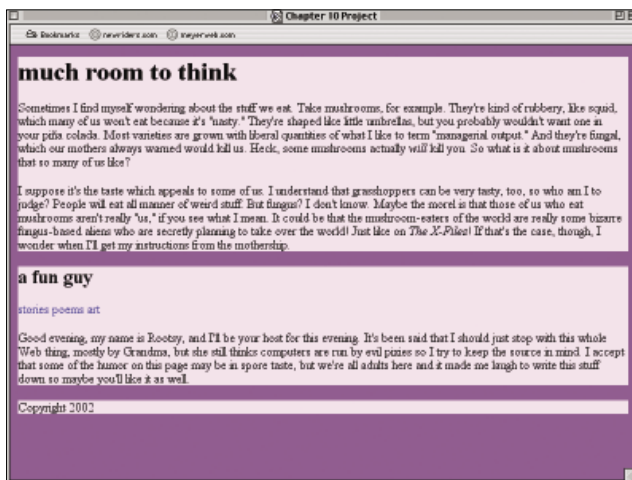 Chapter 10 Project
Bookmarks newriders.com meyerweb.com
much room to think
Sometimes I find myself wondering about the stuff we eat. Take mushrooms, for example. They're kind of rubbery, like squid,
which many of us won't eat because it's "nasty." They're shaped like little umbrellas, but you probably wouldn't want one in
your piña colada. Most varieties are grown with liberal quantities of what I like to term "managerial output." And they're fungal,
which our mothers always warned would kill us. Heck, some mushrooms actually will kill you. So what is it about mushrooms
that so many of us like?
I suppose it's the taste which appeals to some of us. I understand that grasshoppers can be very tasty, too, so who am I to
judge? People will eat all manner of weird stuff. But fungus? I don't know. Maybe the morel is that those of us who eat
mushrooms aren't really "us," if you see what I mean. It could be that the mushroom-eaters of the world are really some bizarre
fungus-based aliens who are secretly planning to take over the world! Just like on The X-Files! If that's the case, though, I
wonder when I'll get my instructions from the mothership.
a fun guy
stories poems art
Good evening, my name is Rootsy, and I'll be your host for this evening. It's been said that I should just stop with this whole
Web thing, mostly by Grandma, but she still thinks computers are run by evil pixies so I try to keep the source in mind. I accept
that some of the humor on this page may be in spore taste, but we're all adults here and it made me laugh to write this stuff
down so maybe you'll like it as well.
Copyright 2002